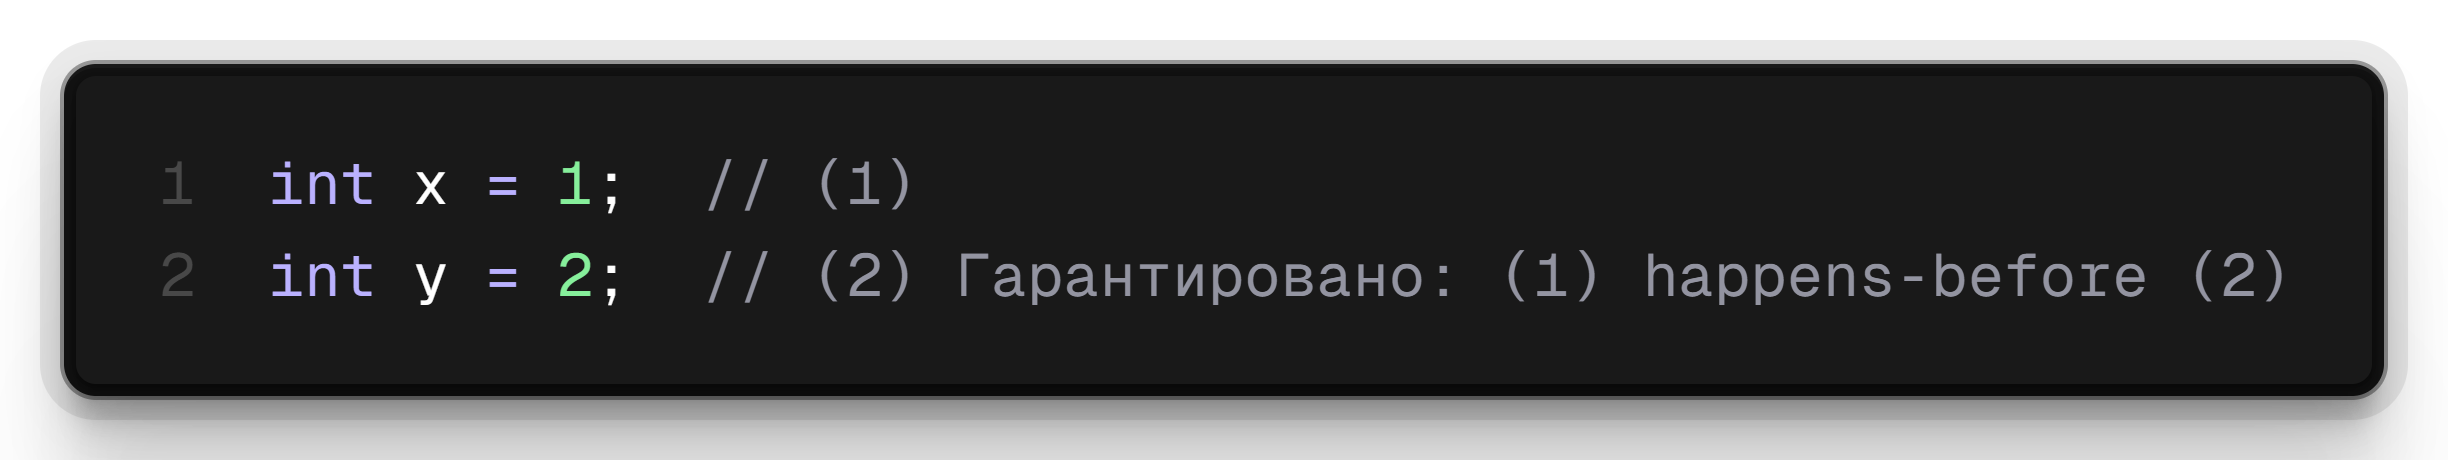 1 int x = 1; // (1)
2 int y = 2; // (2) Гарантировано: (1) happens-before (2)